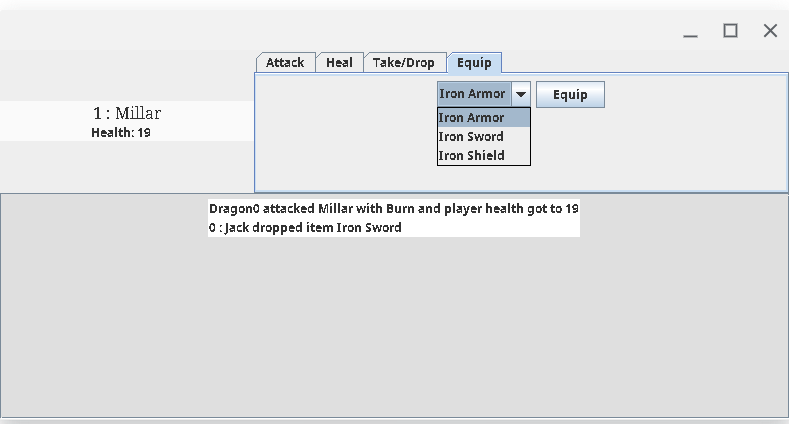 Attack Heal Take/Drop Equip
Iron Armor Equip
1 : Millar
Health: 19
Iron Armor
Iron Sword
Iron Shield
Dragon0 attacked Millar with Burn and player health got to 19
0 : Jack dropped item Iron Sword